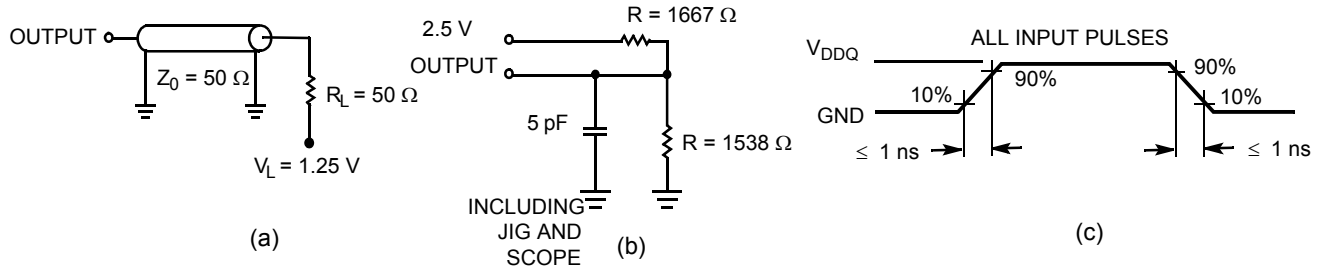 OUTPUT
Z0 = 50 Ω
RL = 50 Ω
VL = 1.25 V
(a)
R = 1667 Ω
2.5 V
OUTPUT
5 pF
R = 1538 Ω
INCLUDING
JIG AND
SCOPE
(b)
ALL INPUT PULSES
VDDQ
GND
10%
90%
90%
10%
≤ 1 ns
≤ 1 ns
(c)